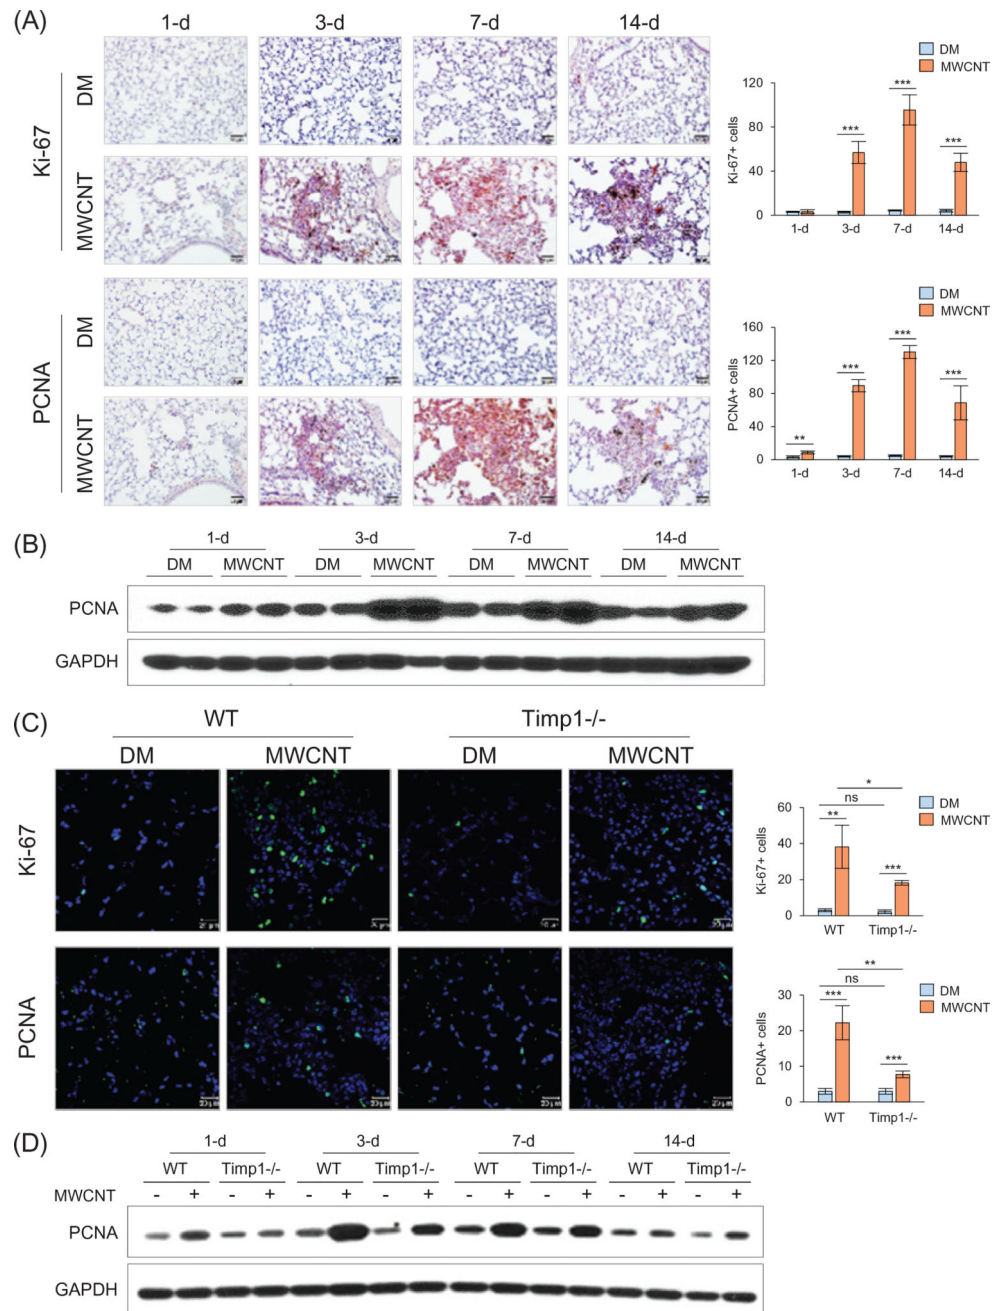 (A)
1-d 3-d 7-d 14-d
Ki-67
DM
MWCNT
PCNA
DM
MWCNT
DM
MWCNT
120
80
40
0
Ki-67+ cells
*** *** ***
1-d 3-d 7-d 14-d
DM
MWCNT
160
120
80
40
0
PCNA+ cells
** *** *** ***
1-d 3-d 7-d 14-d
(B)
1-d 3-d 7-d 14-d
DM MWCNT DM MWCNT DM MWCNT DM MWCNT
PCNA
GAPDH
(C)
WT Timp1-/-
DM MWCNT DM MWCNT
Ki-67
PCNA
*
ns
** ***
DM
MWCNT
60
40
20
0
Ki-67+ cells
WT Timp1-/-
**
ns
*** ***
DM
MWCNT
30
20
10
0
PCNA+ cells
WT Timp1-/-
(D)
1-d 3-d 7-d 14-d
WT Timp1-/- WT Timp1-/- WT Timp1-/- WT Timp1-/-
MWCNT - + - + - + - + - + - + - + - +
PCNA
GAPDH